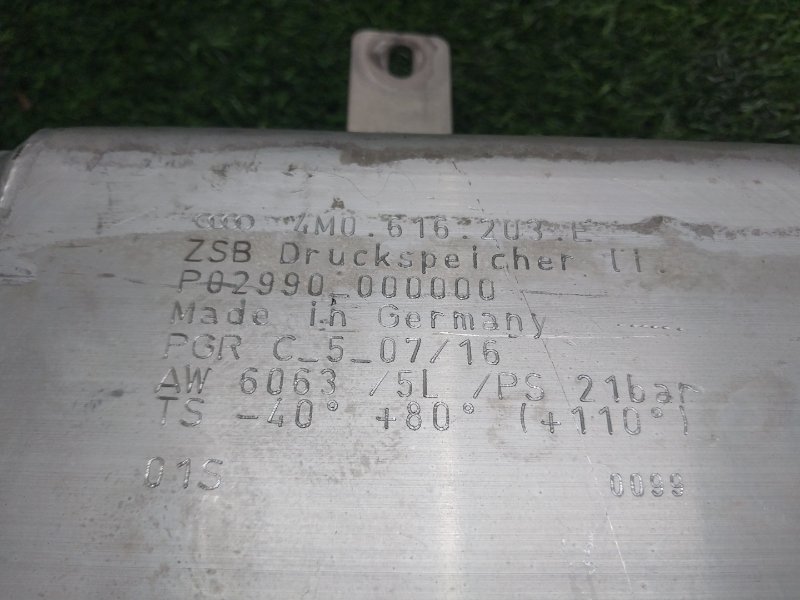 4M0.616.203.E
ZSB Druckspeicher li.
P02990_000000
Made in Germany
PGR C_5_07/16
AW 6063 /5L /PS 21bar
TS -40° +80° (+110°)
01S 0099